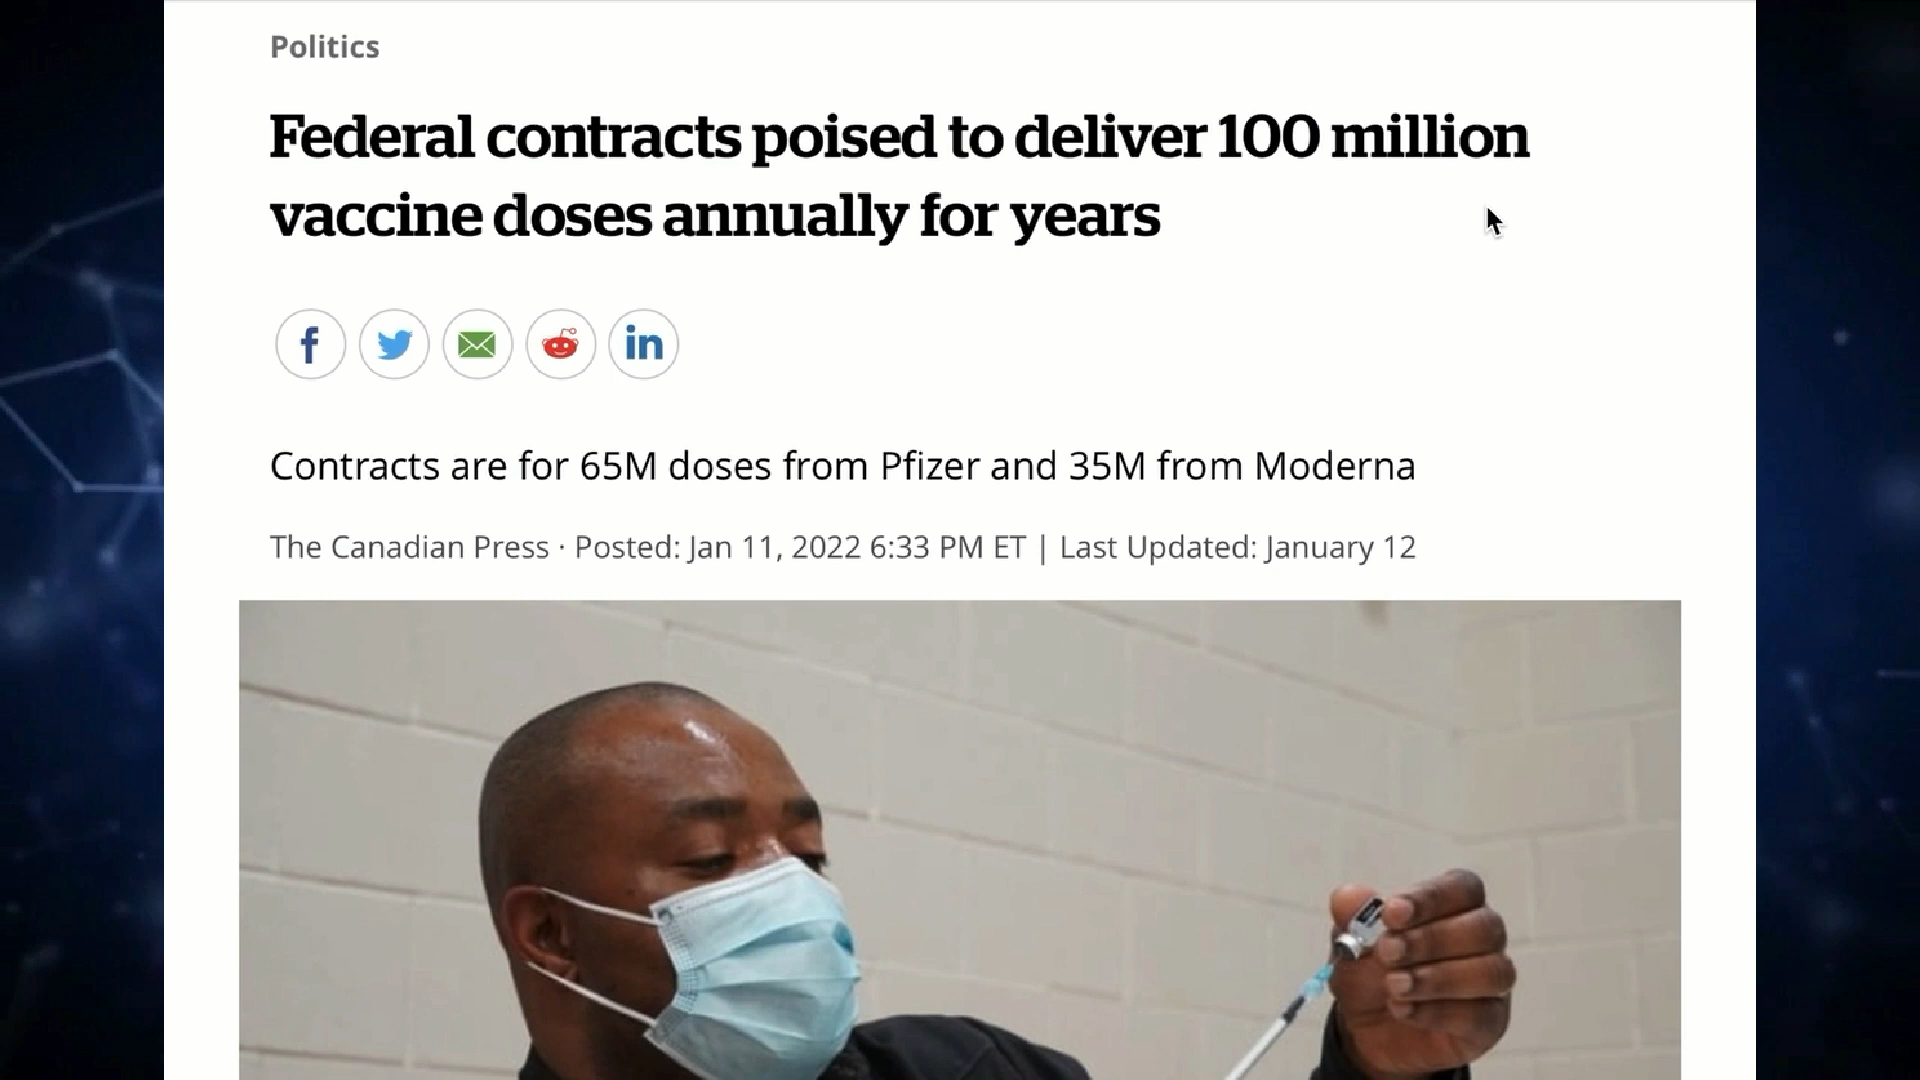 Politics
Federal contracts poised to deliver 100 million
vaccine doses annually for years
Contracts are for 65M doses from Pfizer and 35M from Moderna
The Canadian Press · Posted: Jan 11, 2022 6:33 PM ET | Last Updated: January 12